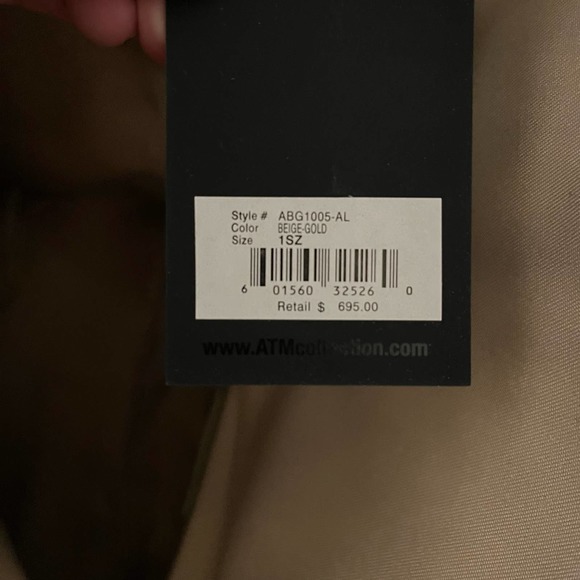 Style # ABG1005-AL
Color BEIGE-GOLD
Size 1SZ
6 01560 32526 0
Retail $ 695.00
www.ATMcollection.com